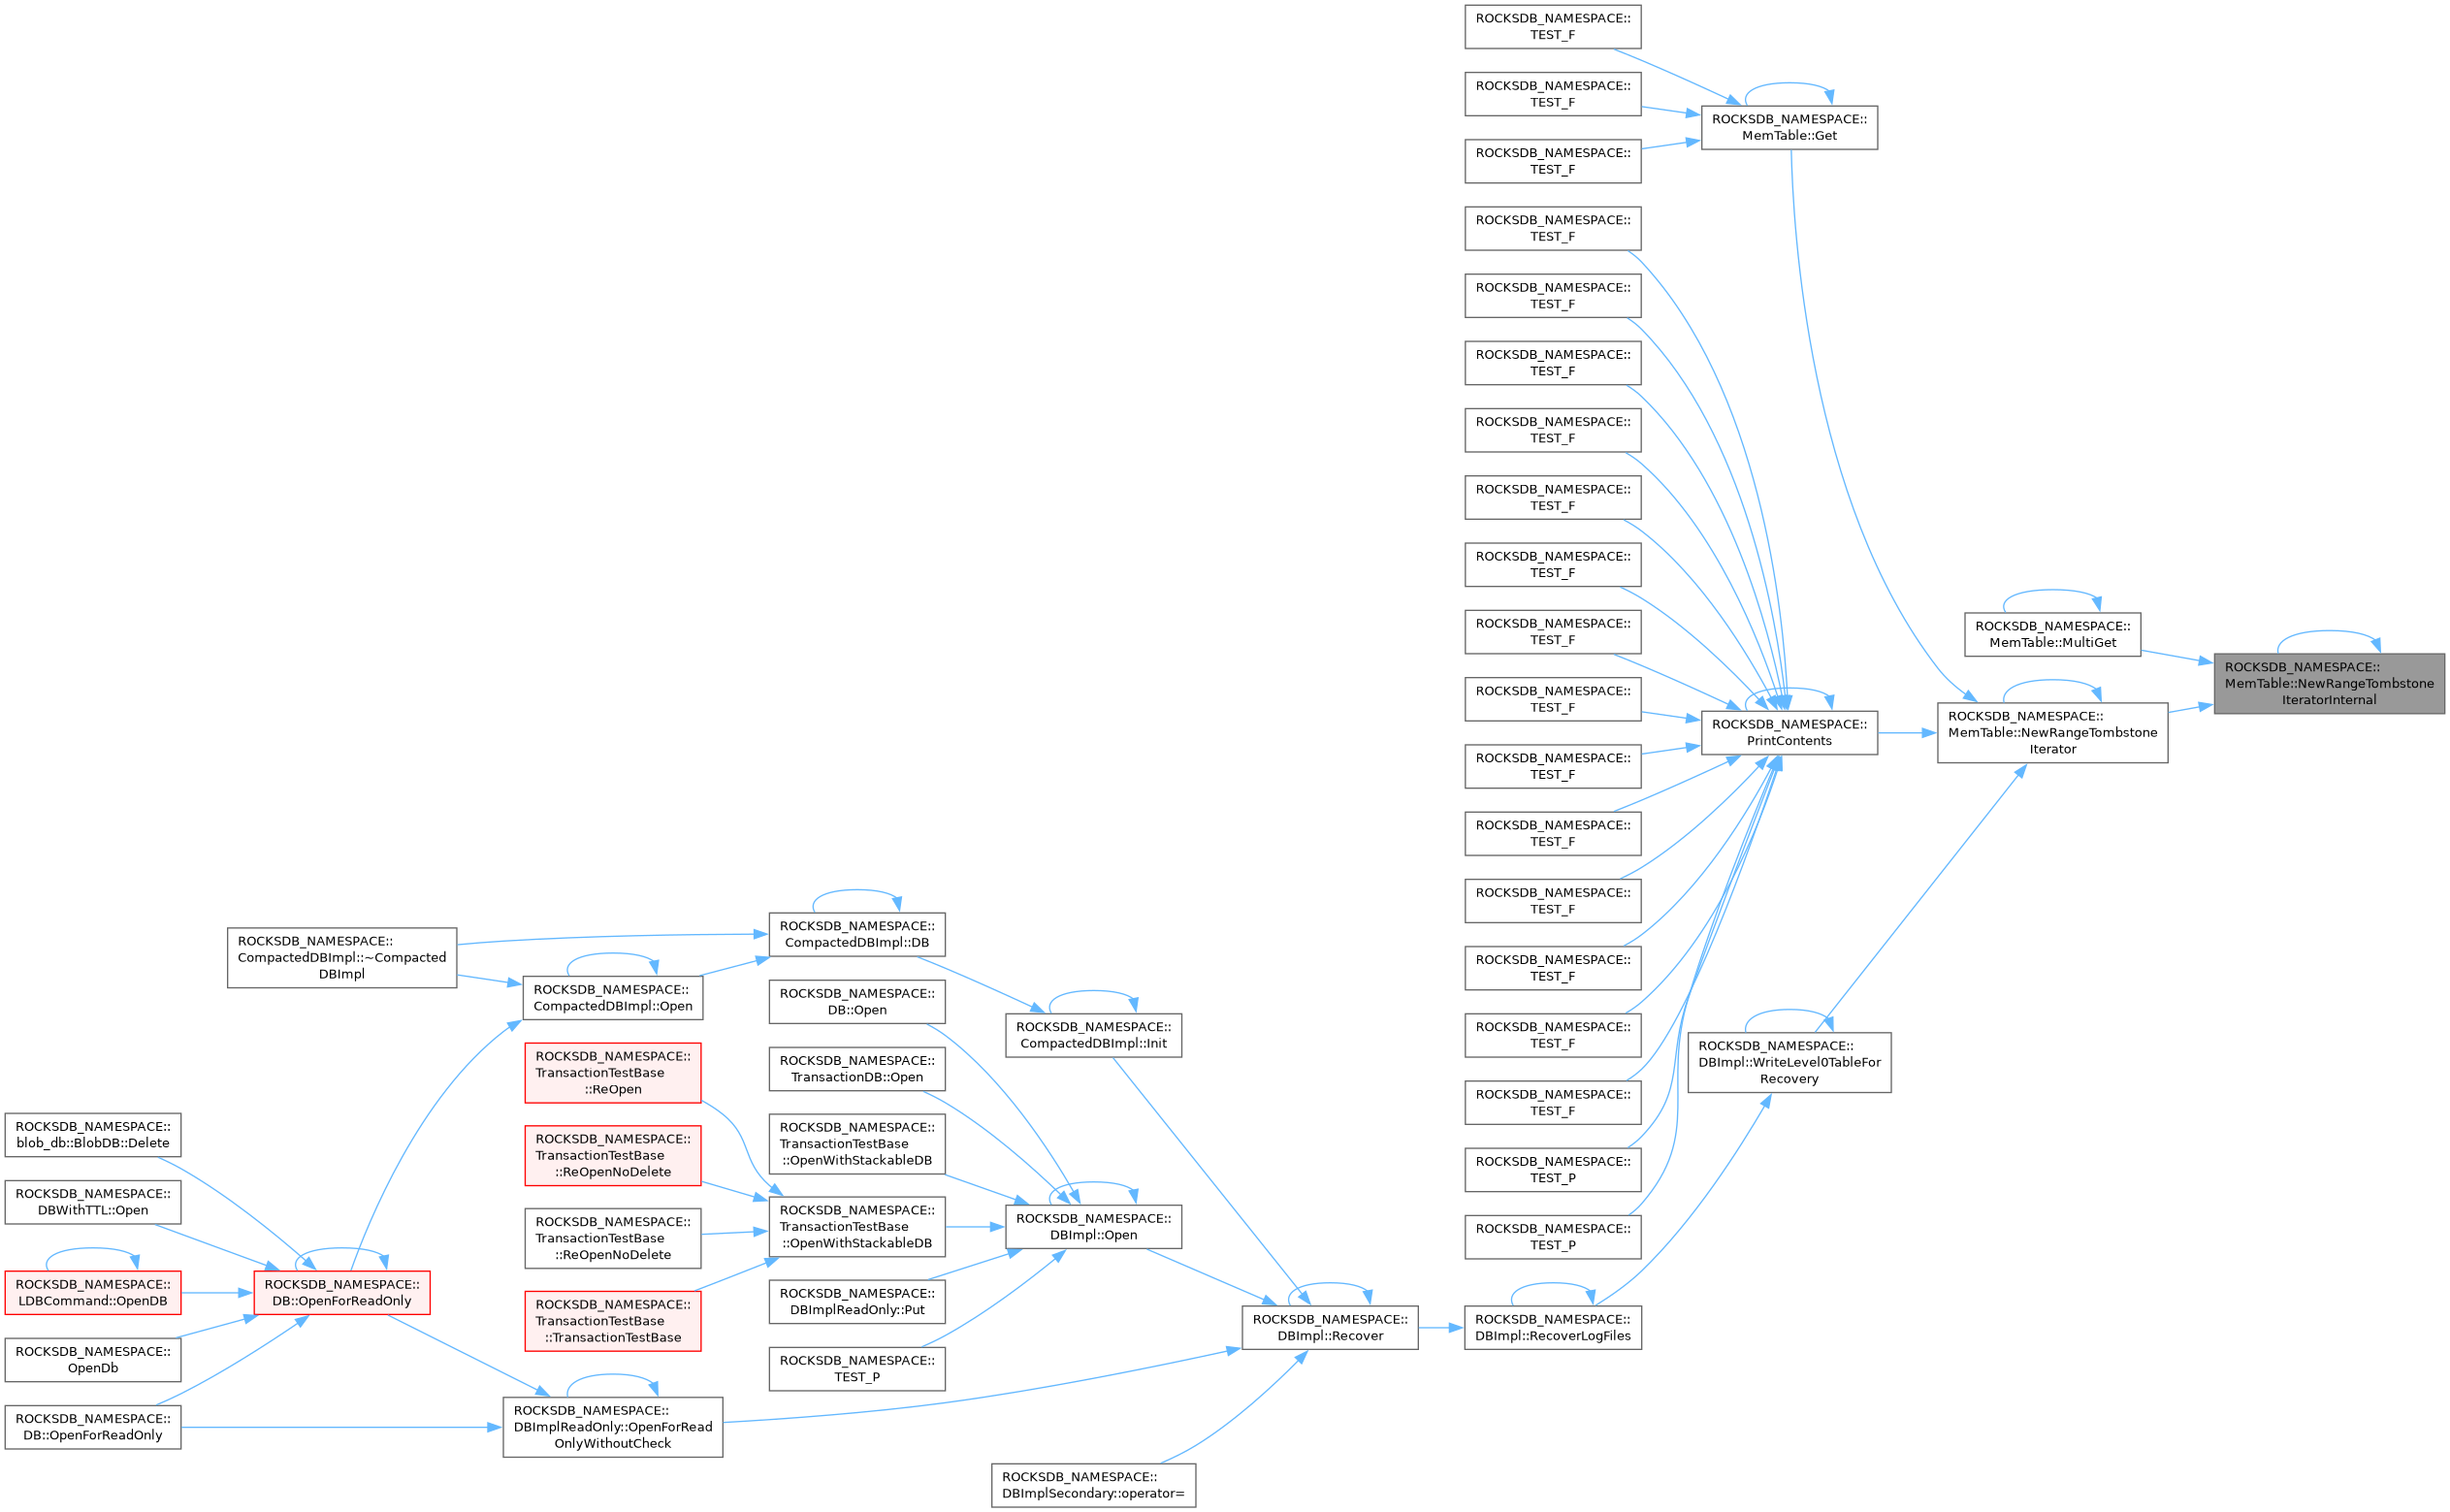 ROCKSDB_NAMESPACE::
TEST_F
ROCKSDB_NAMESPACE::
TEST_F
ROCKSDB_NAMESPACE::
MemTable::Get
ROCKSDB_NAMESPACE::
TEST_F
ROCKSDB_NAMESPACE::
TEST_F
ROCKSDB_NAMESPACE::
TEST_F
ROCKSDB_NAMESPACE::
TEST_F
ROCKSDB_NAMESPACE::
TEST_F
ROCKSDB_NAMESPACE::
TEST_F
ROCKSDB_NAMESPACE::
TEST_F
ROCKSDB_NAMESPACE::
TEST_F
ROCKSDB_NAMESPACE::
MemTable::MultiGet
ROCKSDB_NAMESPACE::
MemTable::NewRangeTombstone
IteratorInternal
ROCKSDB_NAMESPACE::
TEST_F
ROCKSDB_NAMESPACE::
PrintContents
ROCKSDB_NAMESPACE::
MemTable::NewRangeTombstone
Iterator
ROCKSDB_NAMESPACE::
TEST_F
ROCKSDB_NAMESPACE::
TEST_F
ROCKSDB_NAMESPACE::
TEST_F
ROCKSDB_NAMESPACE::
CompactedDBImpl::~Compacted
DBImpl
ROCKSDB_NAMESPACE::
CompactedDBImpl::DB
ROCKSDB_NAMESPACE::
TEST_F
ROCKSDB_NAMESPACE::
CompactedDBImpl::Open
ROCKSDB_NAMESPACE::
DB::Open
ROCKSDB_NAMESPACE::
CompactedDBImpl::Init
ROCKSDB_NAMESPACE::
TEST_F
ROCKSDB_NAMESPACE::
DBImpl::WriteLevel0TableFor
Recovery
ROCKSDB_NAMESPACE::
TransactionTestBase
::ReOpen
ROCKSDB_NAMESPACE::
TransactionDB::Open
ROCKSDB_NAMESPACE::
TEST_F
ROCKSDB_NAMESPACE::
blob_db::BlobDB::Delete
ROCKSDB_NAMESPACE::
TransactionTestBase
::ReOpenNoDelete
ROCKSDB_NAMESPACE::
TransactionTestBase
::OpenWithStackableDB
ROCKSDB_NAMESPACE::
TEST_P
ROCKSDB_NAMESPACE::
DBWithTTL::Open
ROCKSDB_NAMESPACE::
TransactionTestBase
::ReOpenNoDelete
ROCKSDB_NAMESPACE::
TransactionTestBase
::OpenWithStackableDB
ROCKSDB_NAMESPACE::
DBImpl::Open
ROCKSDB_NAMESPACE::
TEST_P
ROCKSDB_NAMESPACE::
LDBCommand::OpenDB
ROCKSDB_NAMESPACE::
DB::OpenForReadOnly
ROCKSDB_NAMESPACE::
TransactionTestBase
::TransactionTestBase
ROCKSDB_NAMESPACE::
DBImplReadOnly::Put
ROCKSDB_NAMESPACE::
DBImpl::Recover
ROCKSDB_NAMESPACE::
DBImpl::RecoverLogFiles
ROCKSDB_NAMESPACE::
OpenDb
ROCKSDB_NAMESPACE::
TEST_P
ROCKSDB_NAMESPACE::
DB::OpenForReadOnly
ROCKSDB_NAMESPACE::
DBImplReadOnly::OpenForRead
OnlyWithoutCheck
ROCKSDB_NAMESPACE::
DBImplSecondary::operator=
ROCKSDB_NAMESPACE::
TEST_F